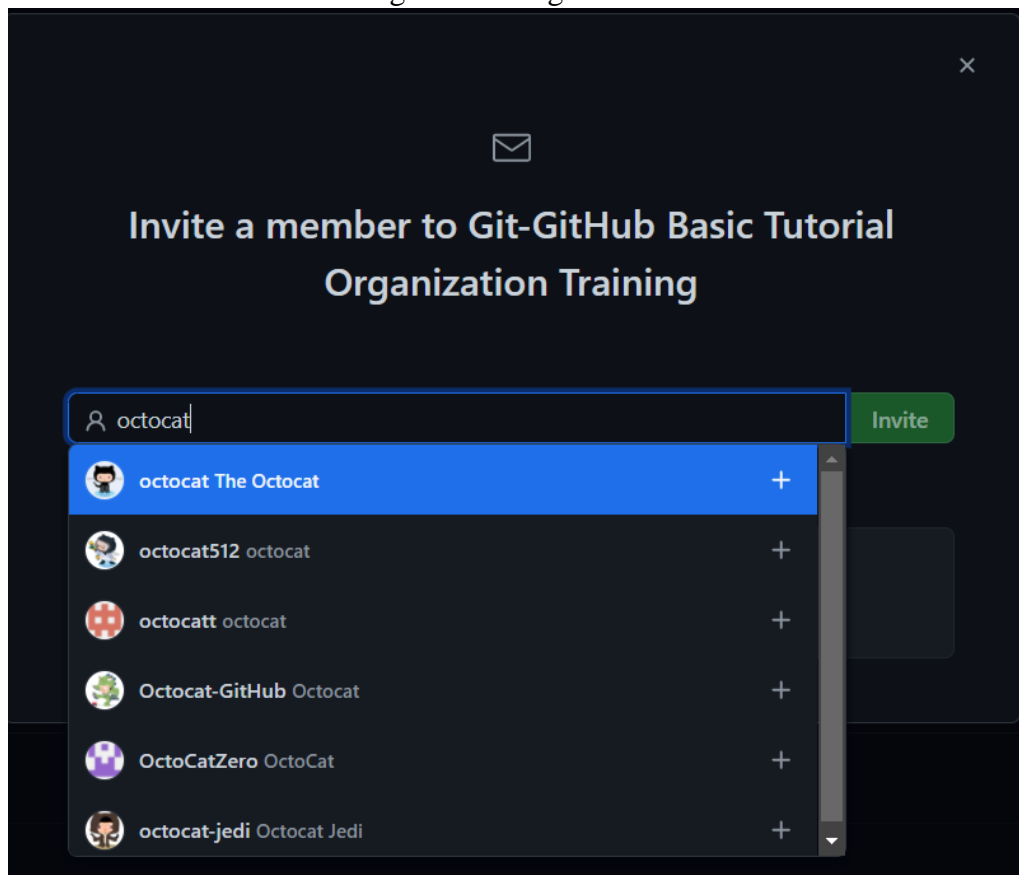 Invite a member to Git-GitHub Basic Tutorial
Organization Training
octocat
Invite
octocat The Octocat
octocat512 octocat
octocatt octocat
Octocat-GitHub Octocat
OctoCatZero OctoCat
octocat-jedi Octocat Jedi